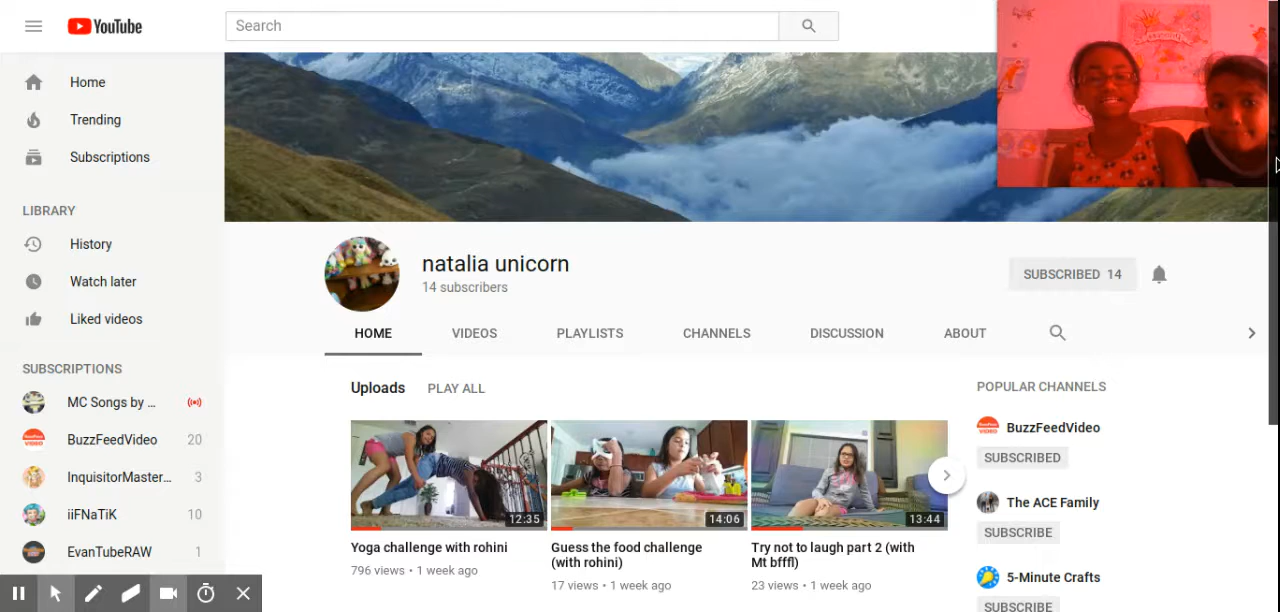 YouTube
Search
Home
Trending
Subscriptions
LIBRARY
History
Watch later
Liked videos
SUBSCRIPTIONS
MC Songs by ...
BuzzFeedVideo 20
InquisitorMaster... 3
iiFNaTiK 10
EvanTubeRAW 1
natalia unicorn
14 subscribers
SUBSCRIBED 14
HOME VIDEOS PLAYLISTS CHANNELS DISCUSSION ABOUT
Uploads PLAY ALL
12:35
14:06
13:44
Yoga challenge with rohini
796 views • 1 week ago
Guess the food challenge
(with rohini)
17 views • 1 week ago
Try not to laugh part 2 (with
Mt bfffl)
23 views • 1 week ago
POPULAR CHANNELS
BuzzFeedVideo
SUBSCRIBED
The ACE Family
SUBSCRIBE
5-Minute Crafts
SUBSCRIBE